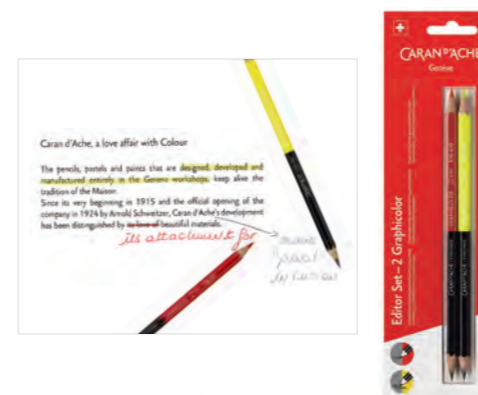 Caran d'Ache, a love affair with Colour
The pencils, pastels and paints that are designed, developed and
manufactured entirely in the Geneva workshops, keep alive the
tradition of the Maison.
Since its very beginning in 1915 and the official opening of the
company in 1924 by Arnold Schweitzer, Caran d'Ache's development
has been distinguished by its love of beautiful materials.
its attachment for
CARAN D'ACHE
Genève
Editor Set – 2 Graphicolor